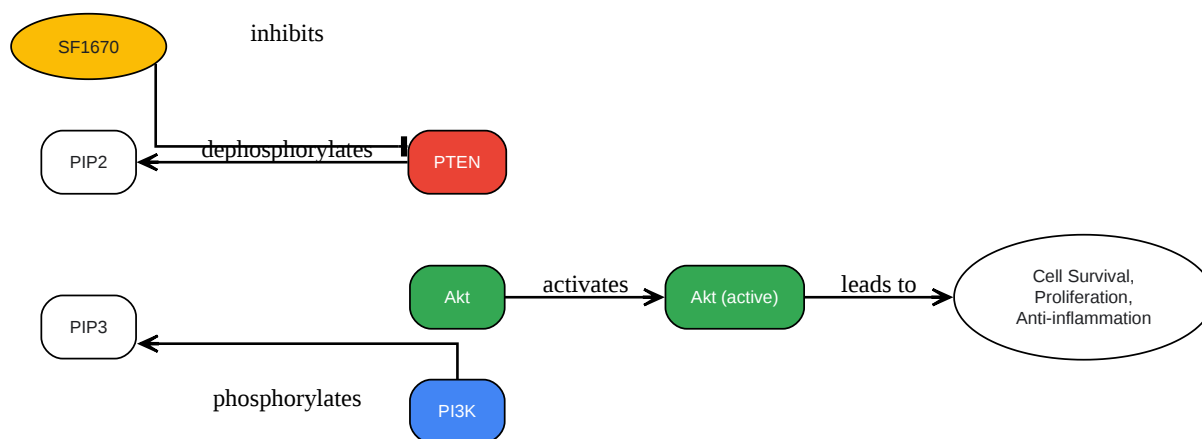 inhibits
SF1670
dephosphorylates
PIP2
PTEN
Akt
activates
Akt (active)
leads to
Cell Survival,
Proliferation,
Anti-inflammation
PIP3
phosphorylates
PI3K